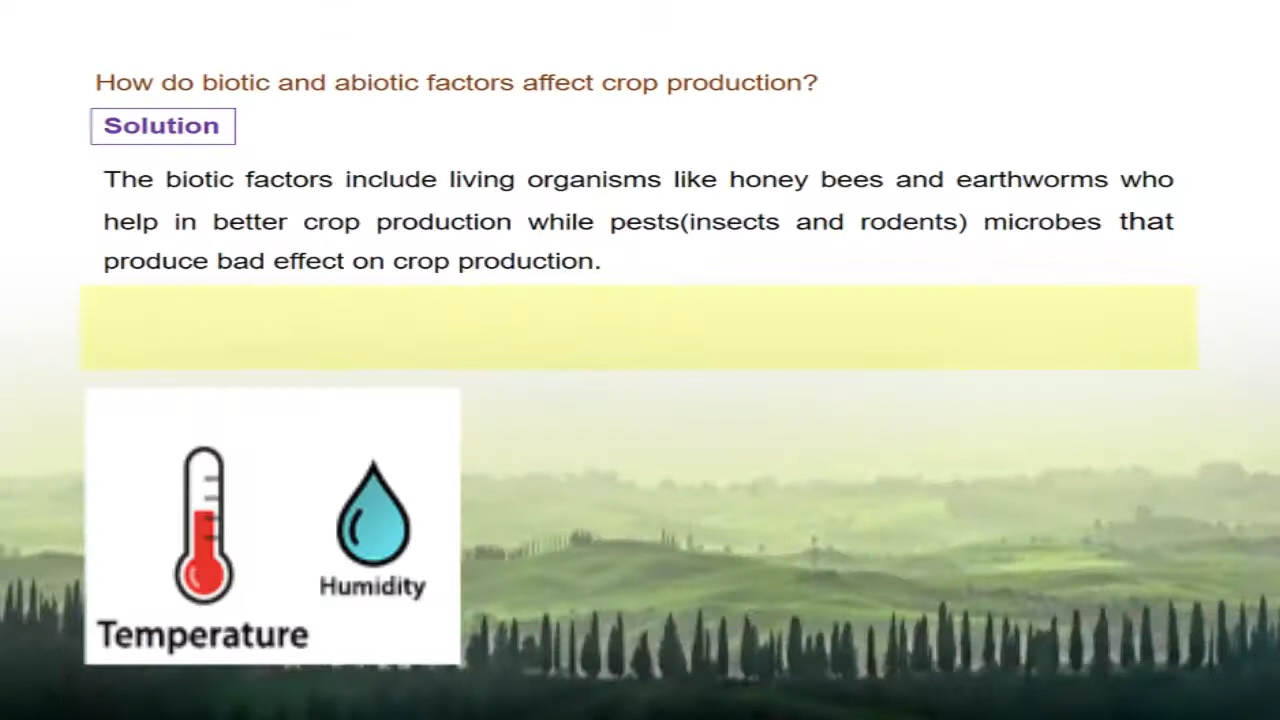 How do biotic and abiotic factors affect crop production?
Solution
The biotic factors include living organisms like honey bees and earthworms who
help in better crop production while pests(insects and rodents) microbes that
produce bad effect on crop production.
Humidity
Temperature